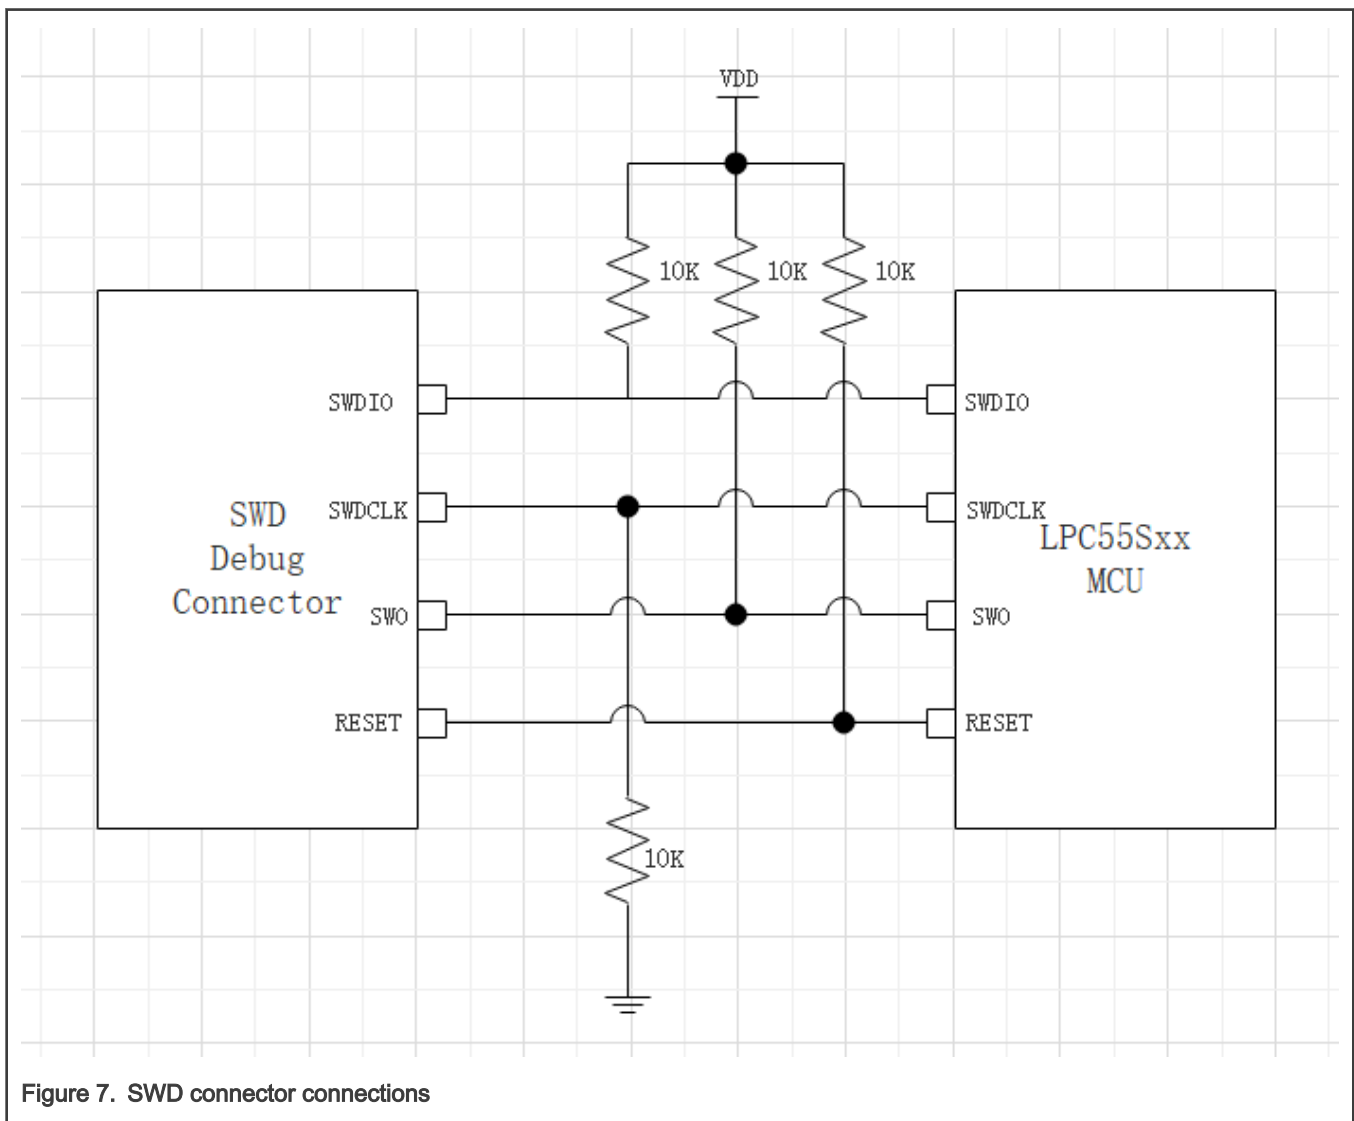 VDD
10K
10K
10K
SWDIO
SWDIO
SWDCLK
SWDCLK
SWD
Debug
Connector
LPC55Sxx
MCU
SWO
SWO
RESET
RESET
10K
Figure 7. SWD connector connections